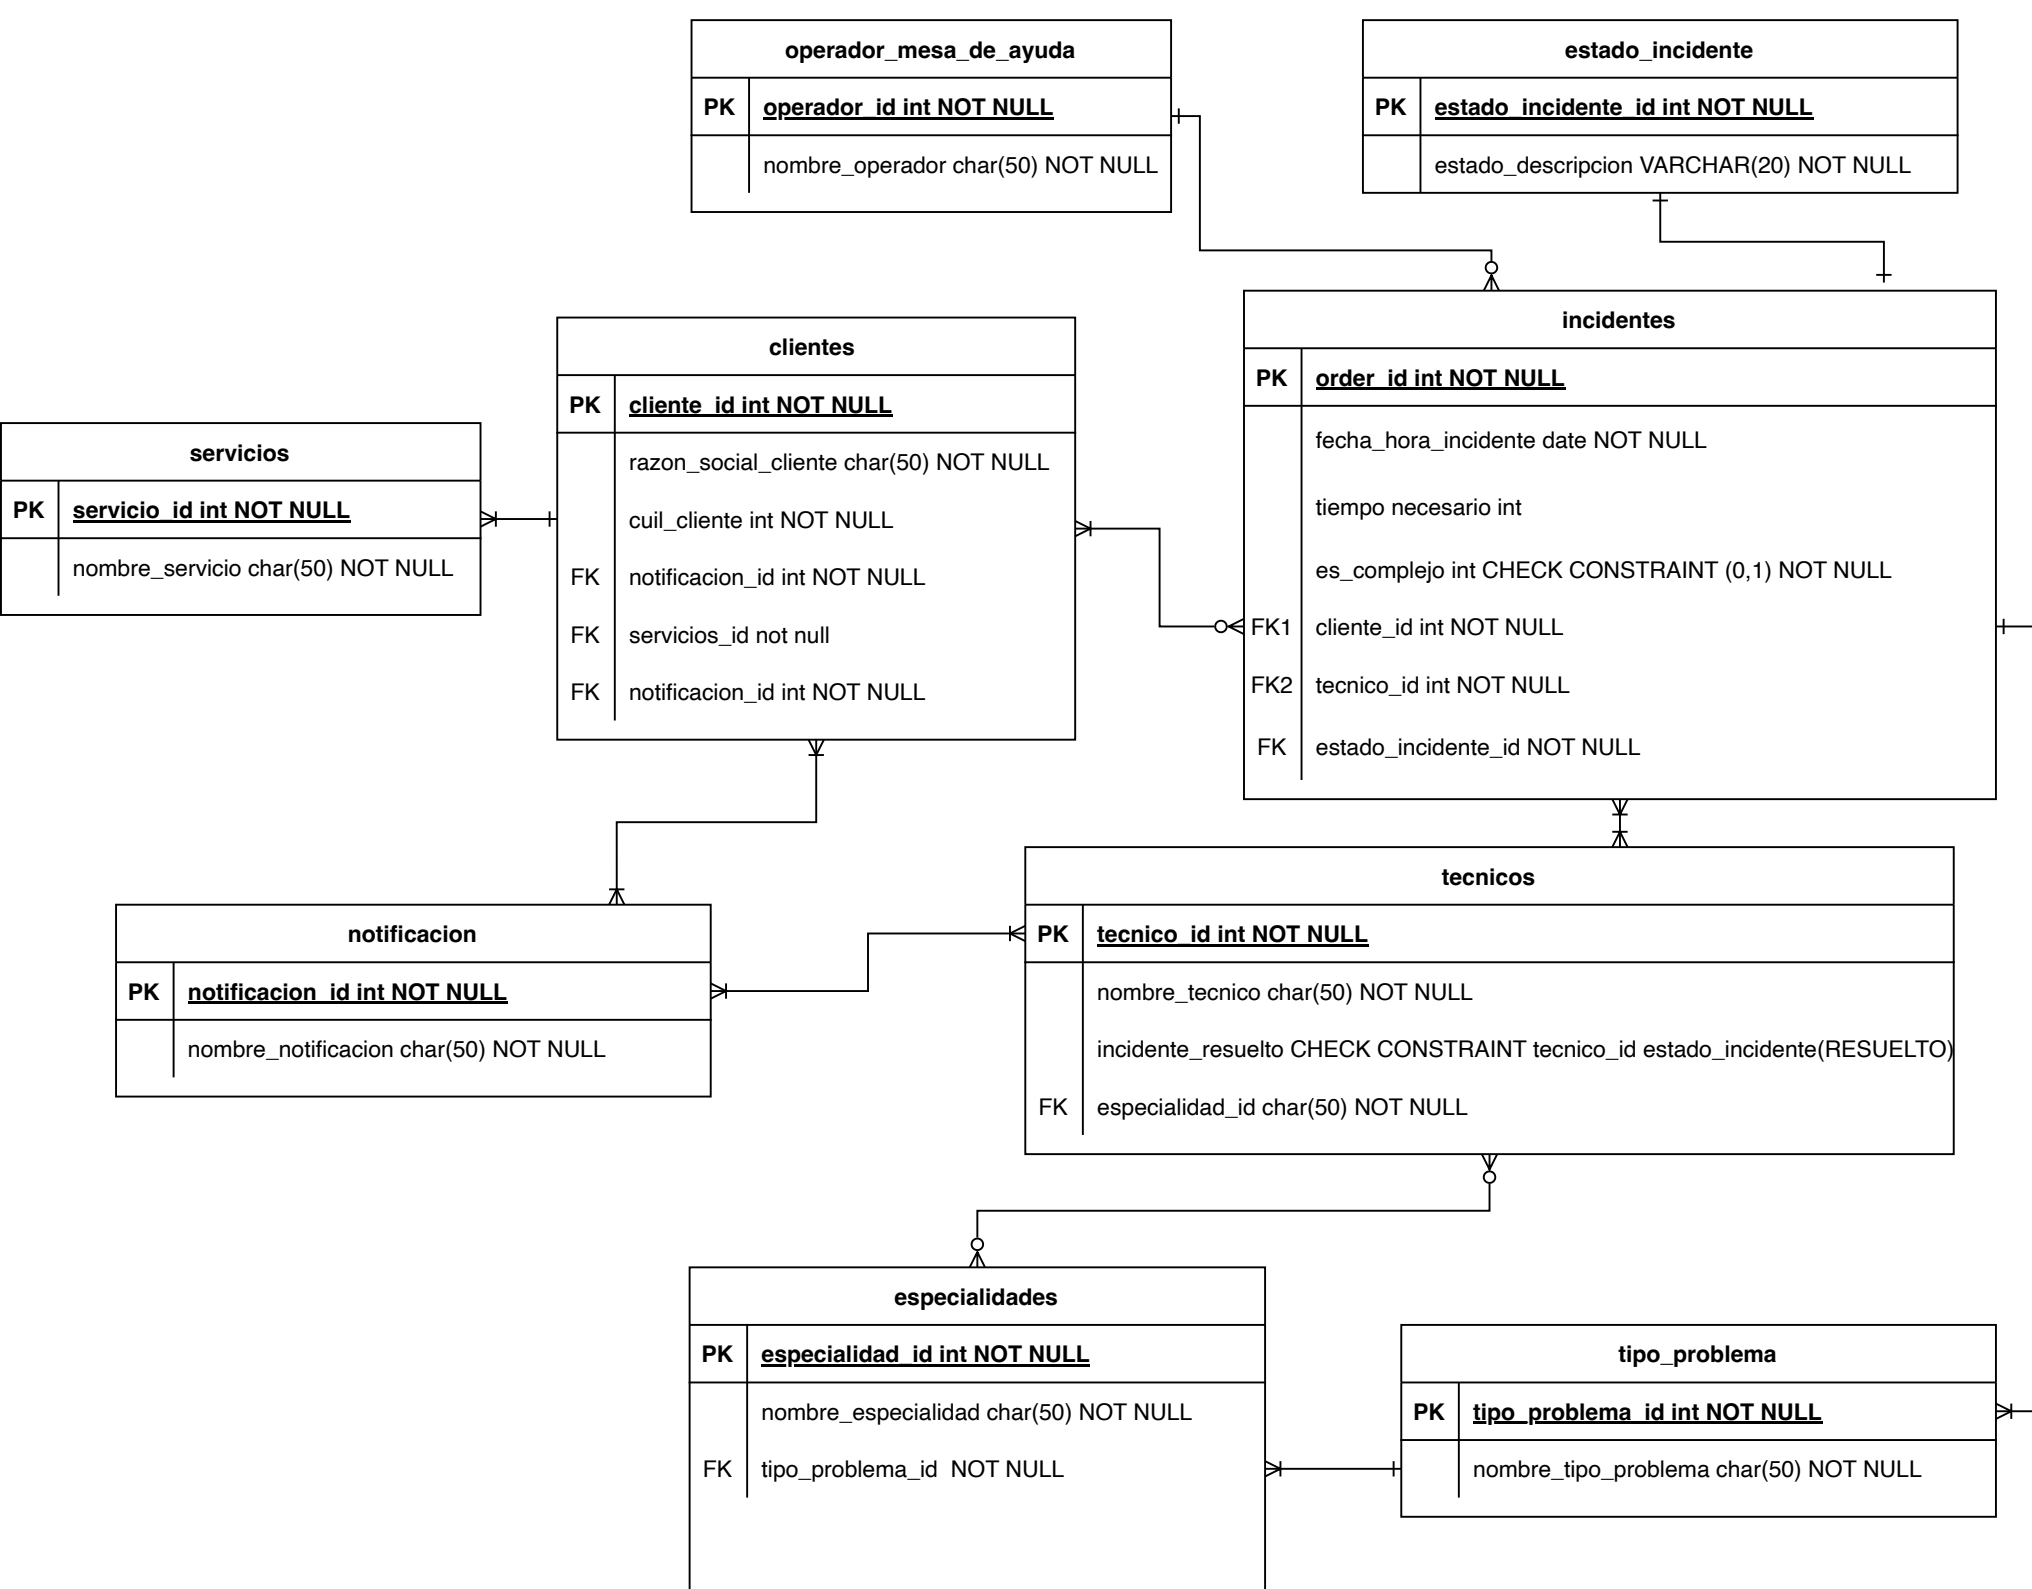 operador_mesa_de_ayuda
PK operador_id int NOT NULL
nombre_operador char(50) NOT NULL
estado_incidente
PK estado_incidente_id int NOT NULL
estado_descripcion VARCHAR(20) NOT NULL
clientes
PK cliente_id int NOT NULL
razon_social_cliente char(50) NOT NULL
cuil_cliente int NOT NULL
FK notificacion_id int NOT NULL
FK servicios_id not null
FK notificacion_id int NOT NULL
incidentes
PK order_id int NOT NULL
fecha_hora_incidente date NOT NULL
tiempo necesario int
es_complejo int CHECK CONSTRAINT (0,1) NOT NULL
FK1 cliente_id int NOT NULL
FK2 tecnico_id int NOT NULL
FK estado_incidente_id NOT NULL
servicios
PK servicio_id int NOT NULL
nombre_servicio char(50) NOT NULL
notificacion
PK notificacion_id int NOT NULL
nombre_notificacion char(50) NOT NULL
tecnicos
PK tecnico_id int NOT NULL
nombre_tecnico char(50) NOT NULL
incidente_resuelto CHECK CONSTRAINT tecnico_id estado_incidente(RESUELTO)
FK especialidad_id char(50) NOT NULL
especialidades
PK especialidad_id int NOT NULL
nombre_especialidad char(50) NOT NULL
FK tipo_problema_id NOT NULL
tipo_problema
PK tipo_problema_id int NOT NULL
nombre_tipo_problema char(50) NOT NULL